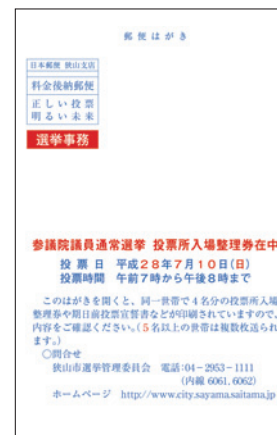 郵便はがき
日本郵便 狭山支店
料金後納郵便
正しい投票
明るい未来
選挙事務
参議院議員通常選挙 投票所入場整理券在中
投 票 日　平成28年7月10日(日)
投票時間　午前7時から午後8時まで
このはがきを開くと、同一世帯で4名分の投票所入場
整理券や期日前投票宣誓書などが印刷されていますので、
内容をご確認ください。(5名以上の世帯は複数枚送られ
ます。)
○問合せ
狭山市選挙管理委員会　電話:04-2953-1111
(内線 6061、6062)
ホームページ　http://www.city.sayama.saitama.jp